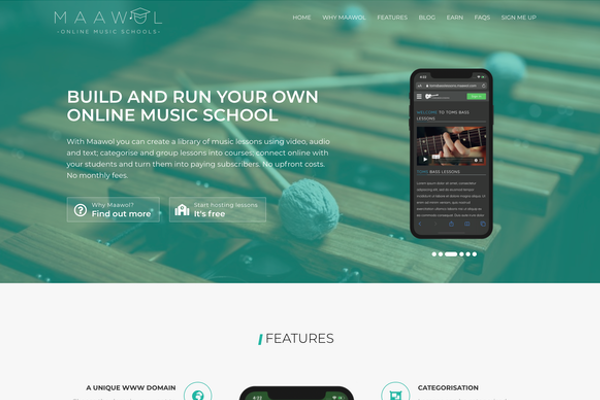 MAAWOL
-ONLINE MUSIC SCHOOLS-
HOME WHY MAAWOL FEATURES BLOG EARN FAQS SIGN ME UP
BUILD AND RUN YOUR OWN
ONLINE MUSIC SCHOOL
With Maawol you can create a library of music lessons using video, audio
and text; categorise and group lessons into courses; connect online with
your students and turn them into paying subscribers. No upfront costs.
No monthly fees.
Why Maawol?
Find out more
Start hosting lessons
It's free
4:22
WELCOME TO TOMS BASS
LESSONS
TOMS BASS LESSONS
FEATURES
A UNIQUE WWW DOMAIN
4:22
CATEGORISATION